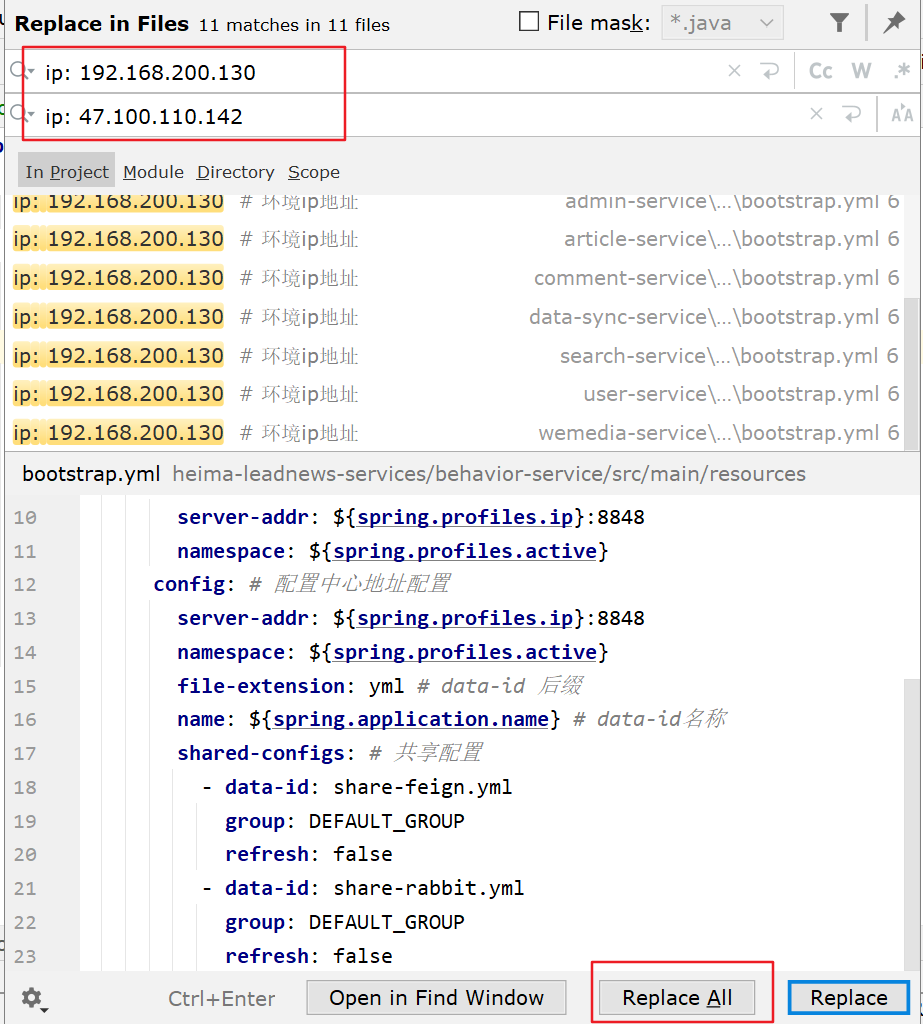 Replace in Files 11 matches in 11 files File mask: *.java
ip: 192.168.200.130 Cc W .*
ip: 47.100.110.142 AA
In Project Module Directory Scope
ip: 192.168.200.130 # 环境ip地址 admin-service\...\bootstrap.yml 6
ip: 192.168.200.130 # 环境ip地址 article-service\...\bootstrap.yml 6
ip: 192.168.200.130 # 环境ip地址 comment-service\...\bootstrap.yml 6
ip: 192.168.200.130 # 环境ip地址 data-sync-service\...\bootstrap.yml 6
ip: 192.168.200.130 # 环境ip地址 search-service\...\bootstrap.yml 6
ip: 192.168.200.130 # 环境ip地址 user-service\...\bootstrap.yml 6
ip: 192.168.200.130 # 环境ip地址 wemedia-service\...\bootstrap.yml 6
bootstrap.yml heima-leadnews-services/behavior-service/src/main/resources
10 server-addr: ${spring.profiles.ip}:8848
11 namespace: ${spring.profiles.active}
12 config: # 配置中心地址配置
13 server-addr: ${spring.profiles.ip}:8848
14 namespace: ${spring.profiles.active}
15 file-extension: yml # data-id 后缀
16 name: ${spring.application.name} # data-id名称
17 shared-configs: # 共享配置
18 - data-id: share-feign.yml
19 group: DEFAULT_GROUP
20 refresh: false
21 - data-id: share-rabbit.yml
22 group: DEFAULT_GROUP
23 refresh: false
Ctrl+Enter Open in Find Window Replace All Replace